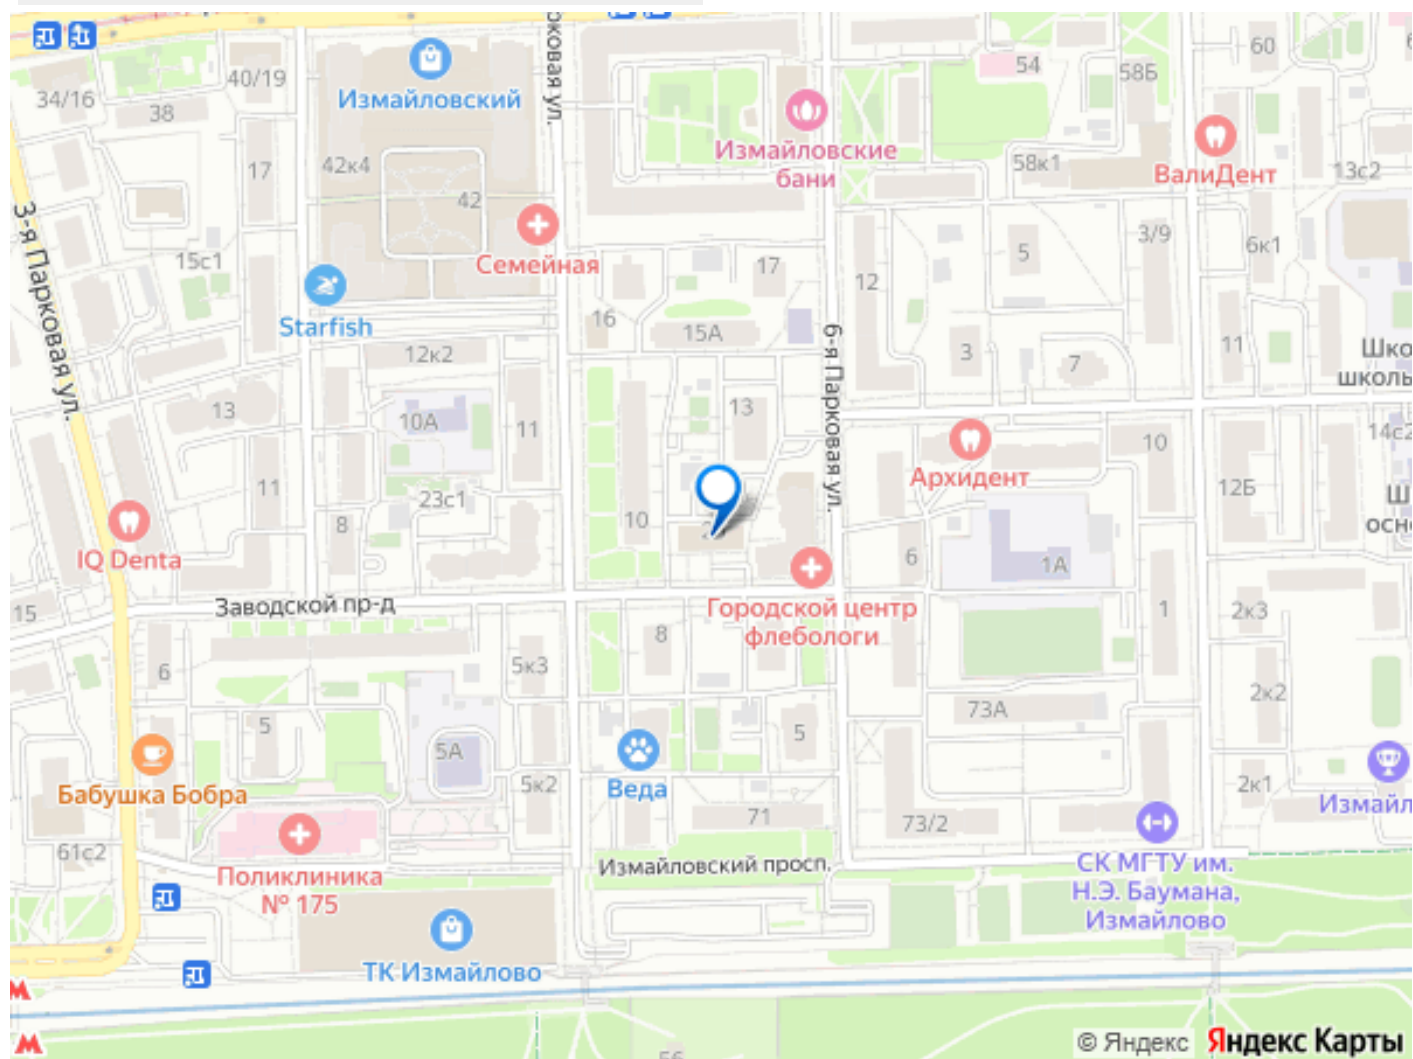 40/19
34/16
38
Измайловский
42к4
42
17
Семейная
15с1
Starfish
3-я Парковая ул.
12к2
13
10А
11
11
23с1
8
IQ Denta
15
Заводской пр-д
6
5
5А
5к3
5к2
Бабушка Бобра
61с2
Поликлиника
№ 175
ТК Измайлово
Измайловские
бани
17
16
15А
13
10
6-я Парковая ул.
Городской центр
флебологи
8
5
Веда
71
Измайловский просп.
54
58Б
60
58к1
ВалиДент
13с2
3/9
6к1
5
12
3
7
11
Архидент
10
14с2
12Б
6
1А
1
2к3
2к2
2к1
73А
73/2
СК МГТУ им.
Н.Э. Баумана,
Измайлово
56
© Яндекс
Яндекс Карты